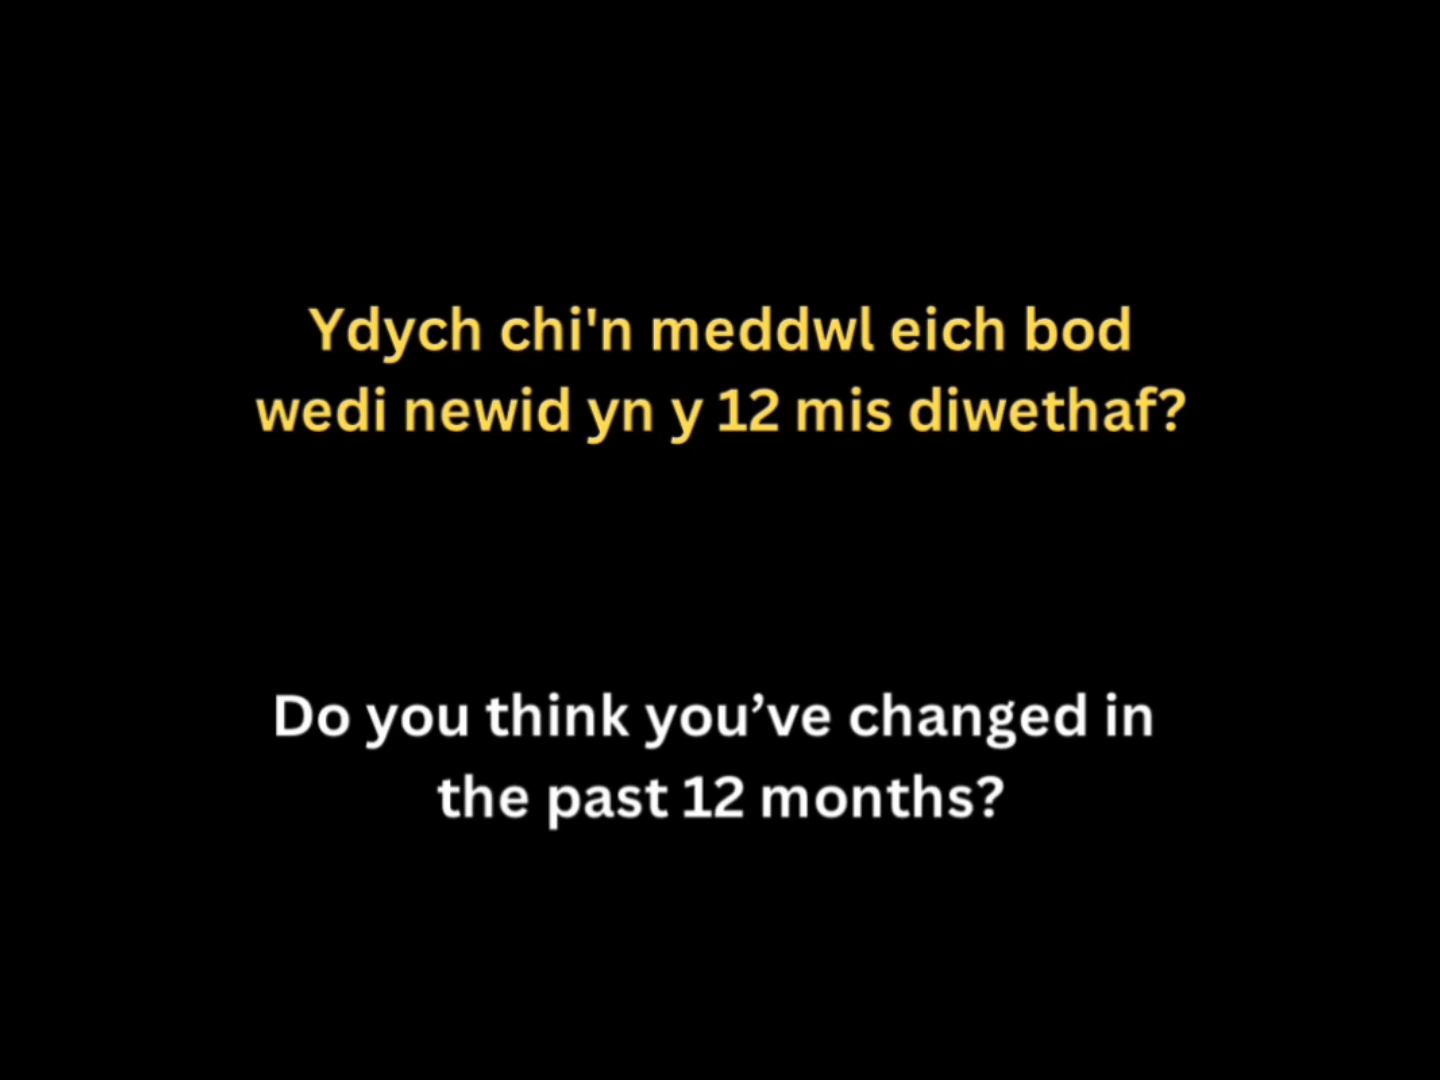 Ydych chi'n meddwl eich bod
wedi newid yn y 12 mis diwethaf?
Do you think you’ve changed in
the past 12 months?